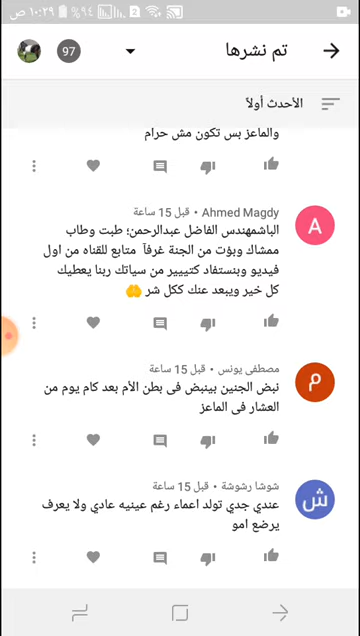 ١٠:٢٩ ص
٩٤%
2
تم نشرها
97
الأحدث أولاً
والماعز بس تكون مش حرام
Ahmed Magdy • قبل 15 ساعة
الباشمهندس الفاضل عبدالرحمن؛ طبت وطاب
ممشاك وبؤت من الجنة غرفآ متابع للقناه من اول
فيديو وبنستفاد كتيييير من سياتك ربنا يعطيك
كل خير ويبعد عنك ككل شر 🤲
A
مصطفى يونس • قبل 15 ساعة
نبض الجنين بينبض فى بطن الأم بعد كام يوم من
العشار فى الماعز
م
شوشا رشوشة • قبل 15 ساعة
عندي جدي تولد اعماء رغم عينيه عادي ولا يعرف
يرضع امو
ش